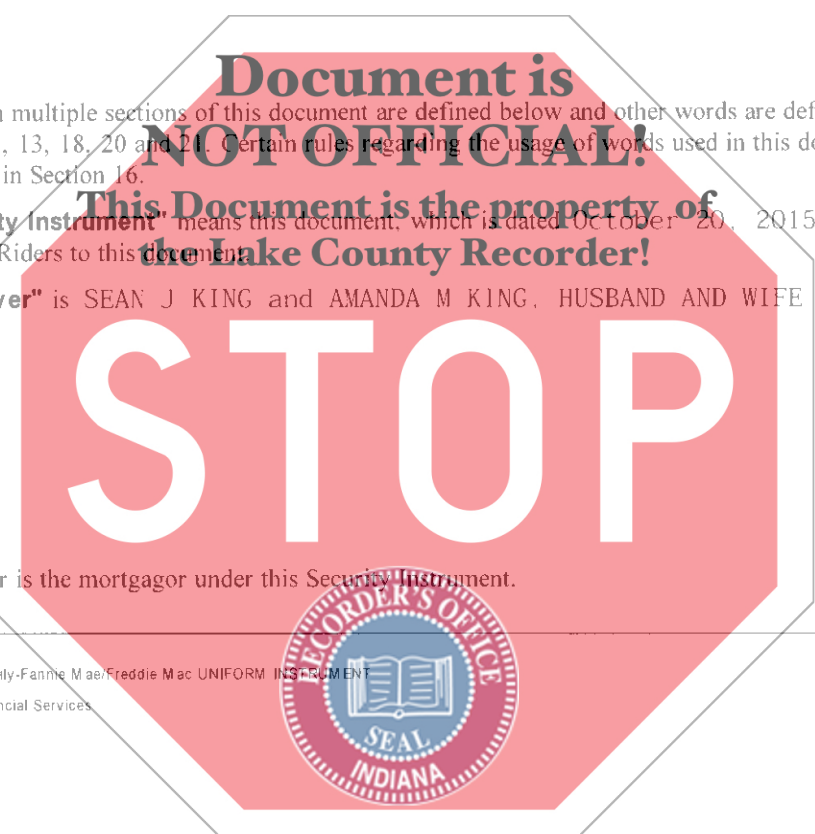 Document is
multiple sections of this document are defined below and other words are def
, 13, 18, 20 and 21. Certain rules regarding the usage of words used in this d
NOT OFFICIAL!
in Section 16.
This Document is the property of
ty Instrument" means this document, which is dated October 20, 2015
the Lake County Recorder!
Riders to this document.
er" is SEAN J KING and AMANDA M KING, HUSBAND AND WIFE
STOP
r is the mortgagor under this Security Instrument.
ily-Fannie Mae/Freddie Mac UNIFORM INSTRUMENT
ncial Services
RECORDER'S OFFICE
SEAL
INDIANA